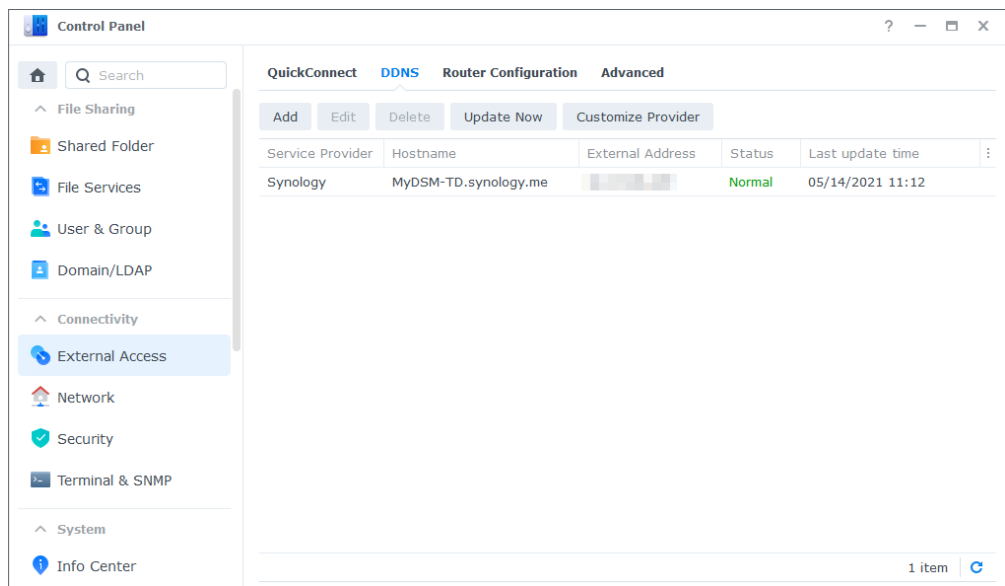 Control Panel
Search
File Sharing
Shared Folder
File Services
User & Group
Domain/LDAP
Connectivity
External Access
Network
Security
Terminal & SNMP
System
Info Center
QuickConnect DDNS Router Configuration Advanced
Add Edit Delete Update Now Customize Provider
Service Provider Hostname External Address Status Last update time
Synology MyDSM-TD.synology.me Normal 05/14/2021 11:12
1 item